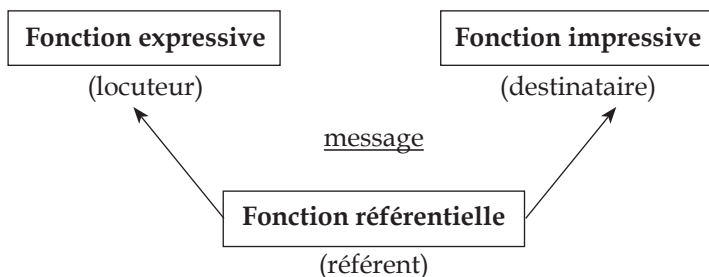 Fonction expressive
Fonction impressive
(locuteur)
(destinataire)
message
Fonction référentielle
(référent)